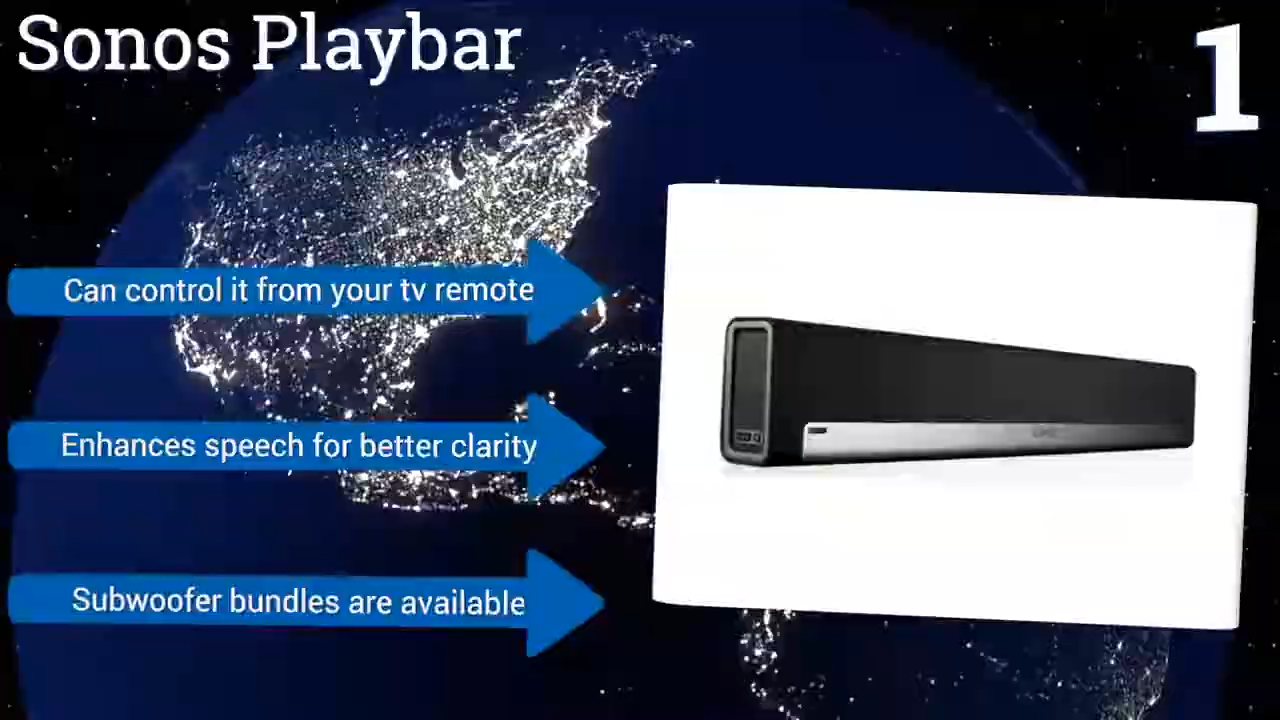 Sonos Playbar
1
Can control it from your tv remote
Enhances speech for better clarity
Subwoofer bundles are available